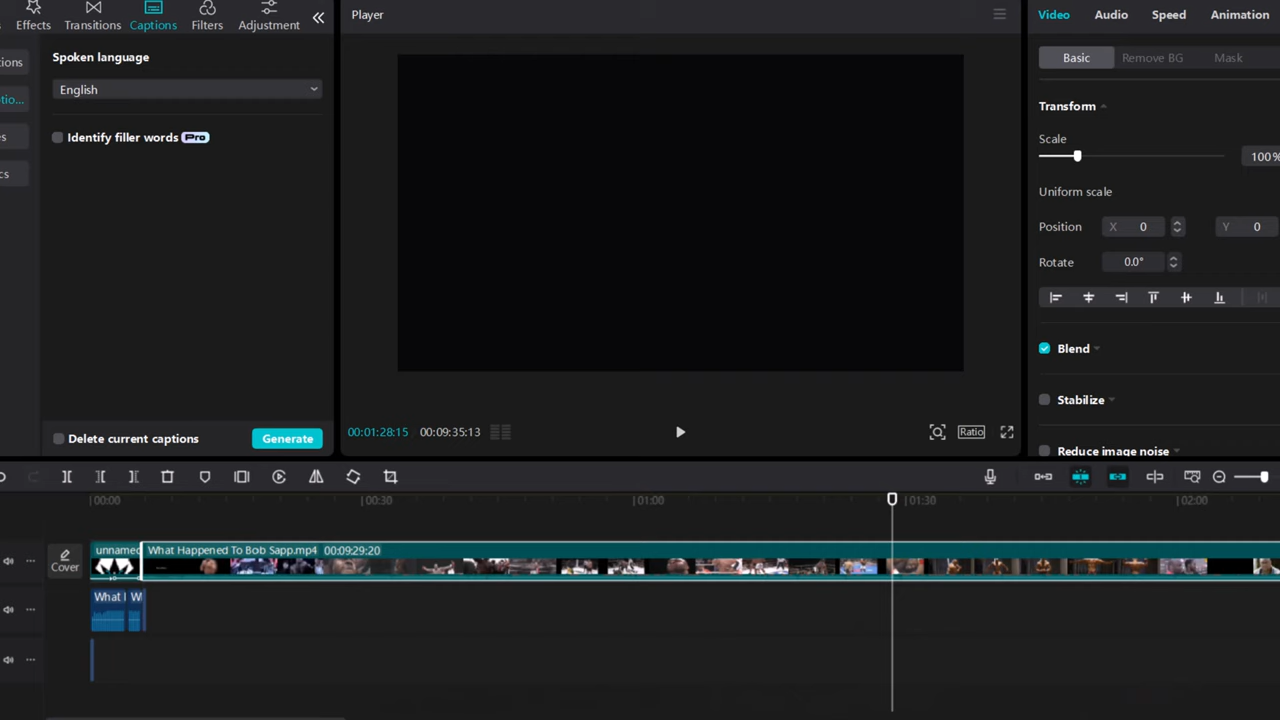 Effects Transitions Captions Filters Adjustment
Player
Video Audio Speed Animation
Spoken language
English
Identify filler words Pro
Delete current captions Generate
00:01:28:15 00:09:35:13 Ratio
Basic Remove BG Mask
Transform
Scale
100%
Uniform scale
Position X 0 Y 0
Rotate 0.0°
Blend
Stabilize
Reduce image noise
00:00 00:30 01:00 01:30 02:00
Cover
unnamed What Happened To Bob Sapp.mp4 00:09:29:20
What